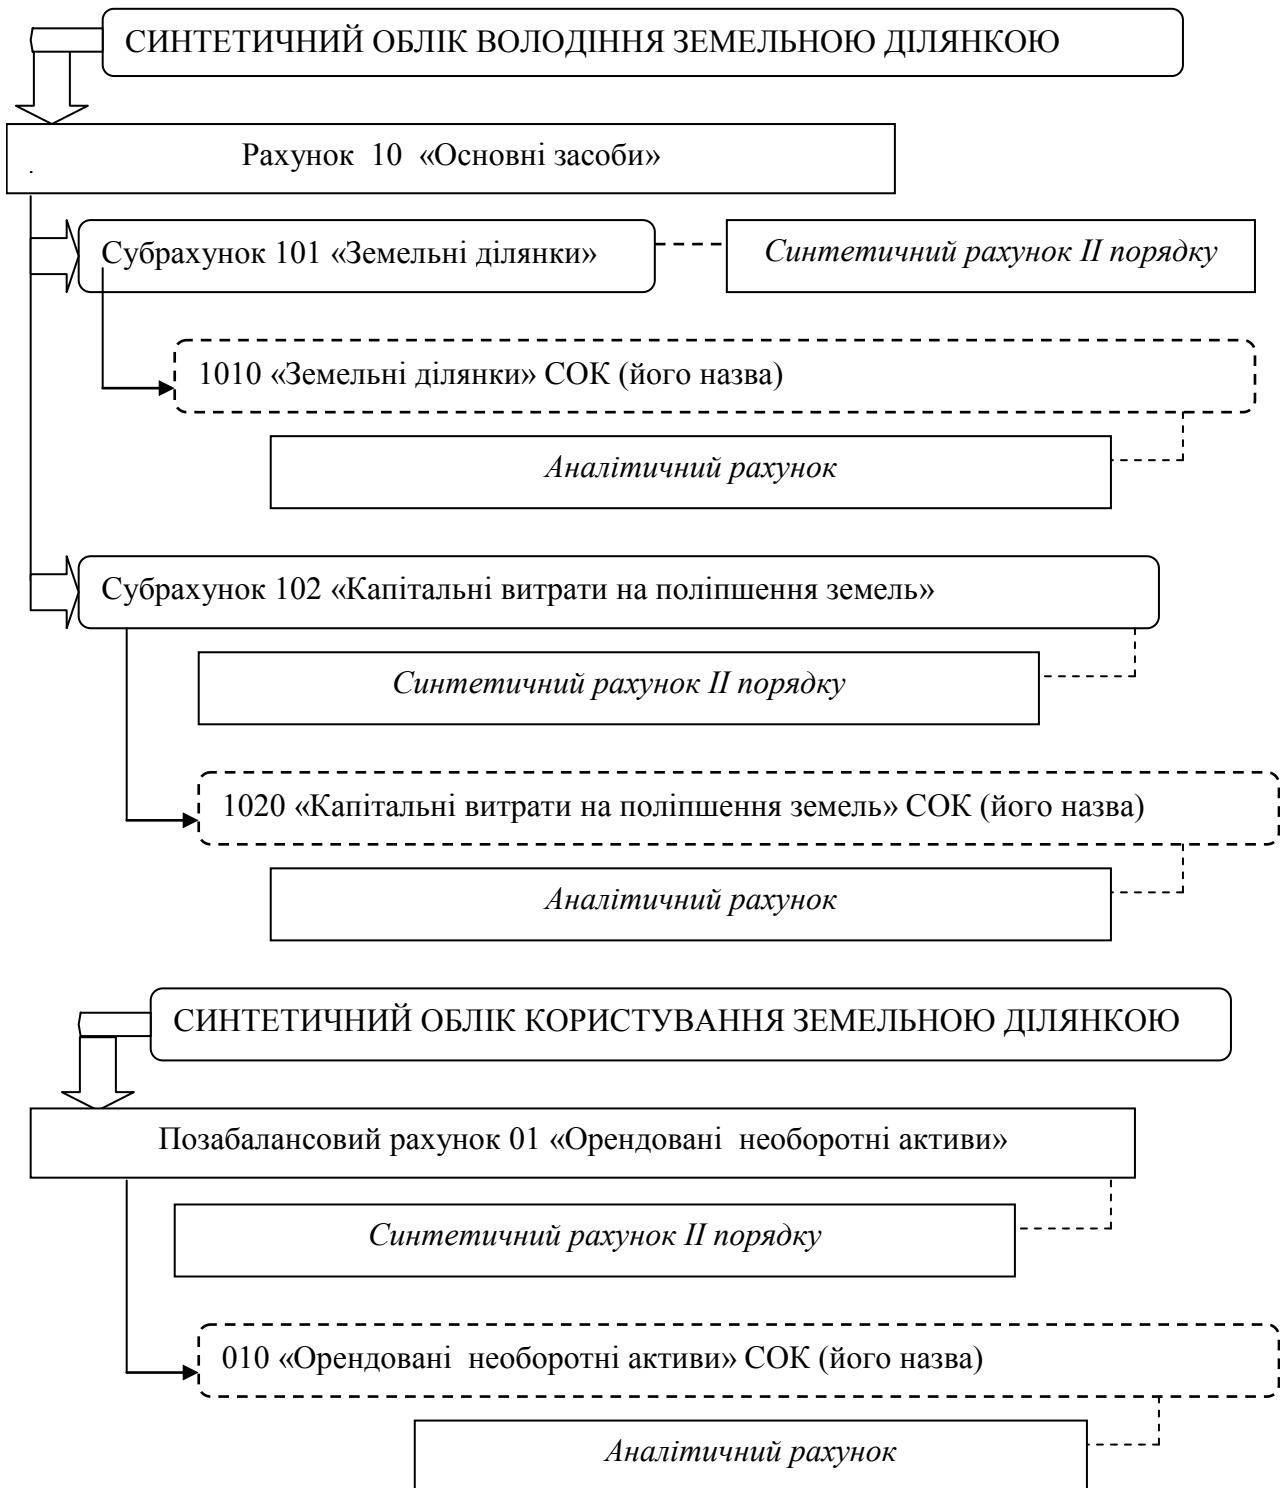 СИНТЕТИЧНИЙ ОБЛІК ВОЛОДІННЯ ЗЕМЕЛЬНОЮ ДІЛЯНКОЮ
Рахунок 10 «Основні засоби»
.
Субрахунок 101 «Земельні ділянки»
Синтетичний рахунок ІІ порядку
1010 «Земельні ділянки» СОК (його назва)
Аналітичний рахунок
Субрахунок 102 «Капітальні витрати на поліпшення земель»
Синтетичний рахунок ІІ порядку
1020 «Капітальні витрати на поліпшення земель» СОК (його назва)
Аналітичний рахунок
СИНТЕТИЧНИЙ ОБЛІК КОРИСТУВАННЯ ЗЕМЕЛЬНОЮ ДІЛЯНКОЮ
Позабалансовий рахунок 01 «Орендовані необоротні активи»
Синтетичний рахунок ІІ порядку
010 «Орендовані необоротні активи» СОК (його назва)
Аналітичний рахунок